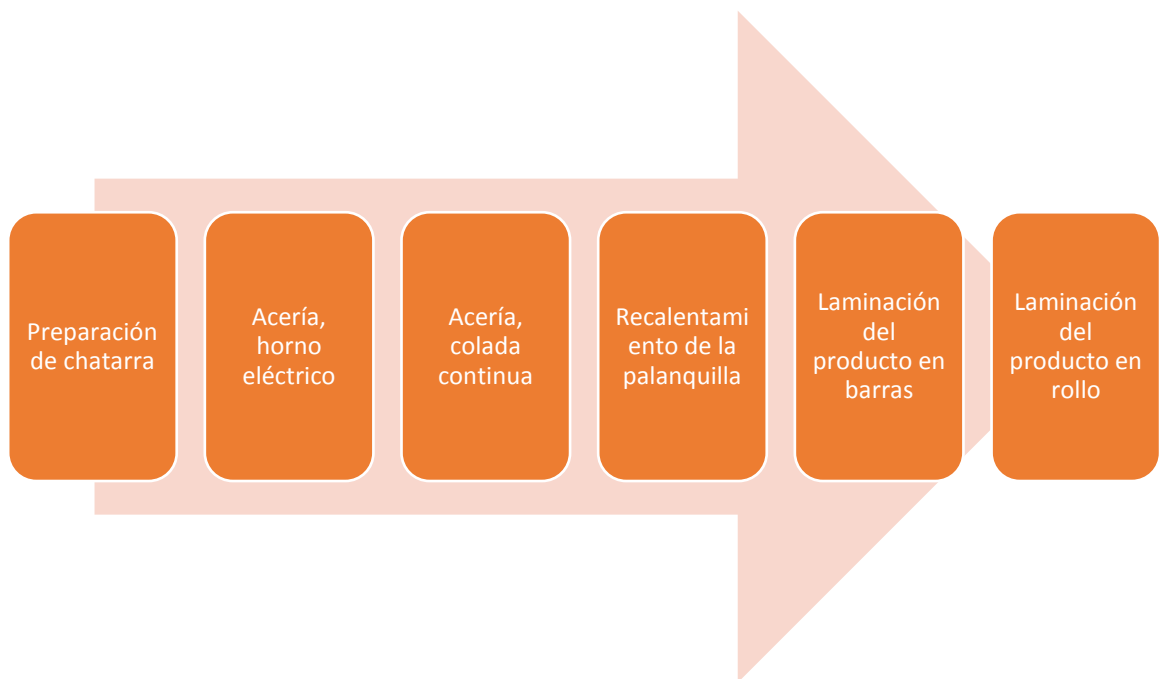 Preparación
de chatarra
Acería,
horno
eléctrico
Acería,
colada
continua
Recalentami
ento de la
palanquilla
Laminación
del
producto en
barras
Laminación
del
producto en
rollo